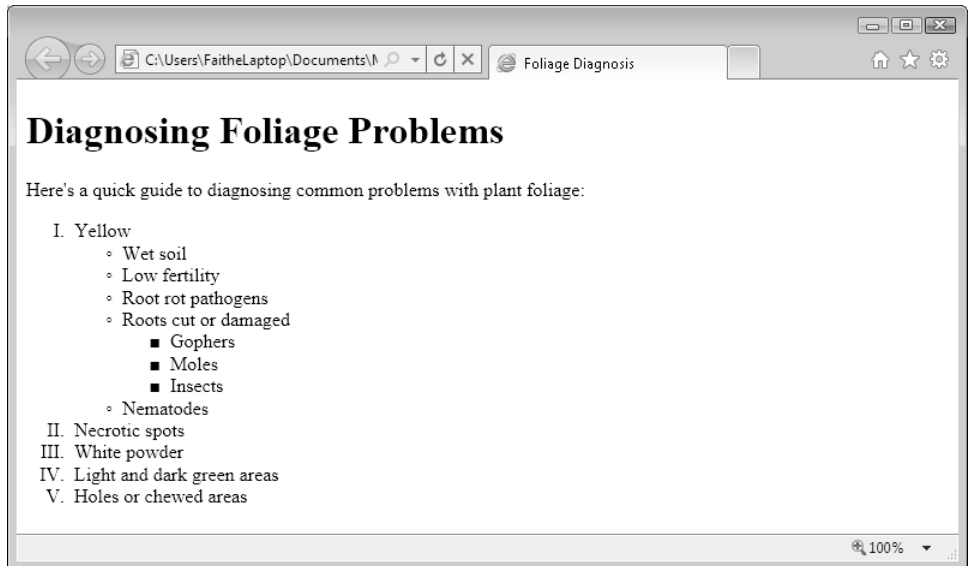 C:\Users\FaitheLaptop\Documents\
Foliage Diagnosis
Diagnosing Foliage Problems
Here's a quick guide to diagnosing common problems with plant foliage:
I. Yellow
◦ Wet soil
◦ Low fertility
◦ Root rot pathogens
◦ Roots cut or damaged
▪ Gophers
▪ Moles
▪ Insects
◦ Nematodes
II. Necrotic spots
III. White powder
IV. Light and dark green areas
V. Holes or chewed areas
100%